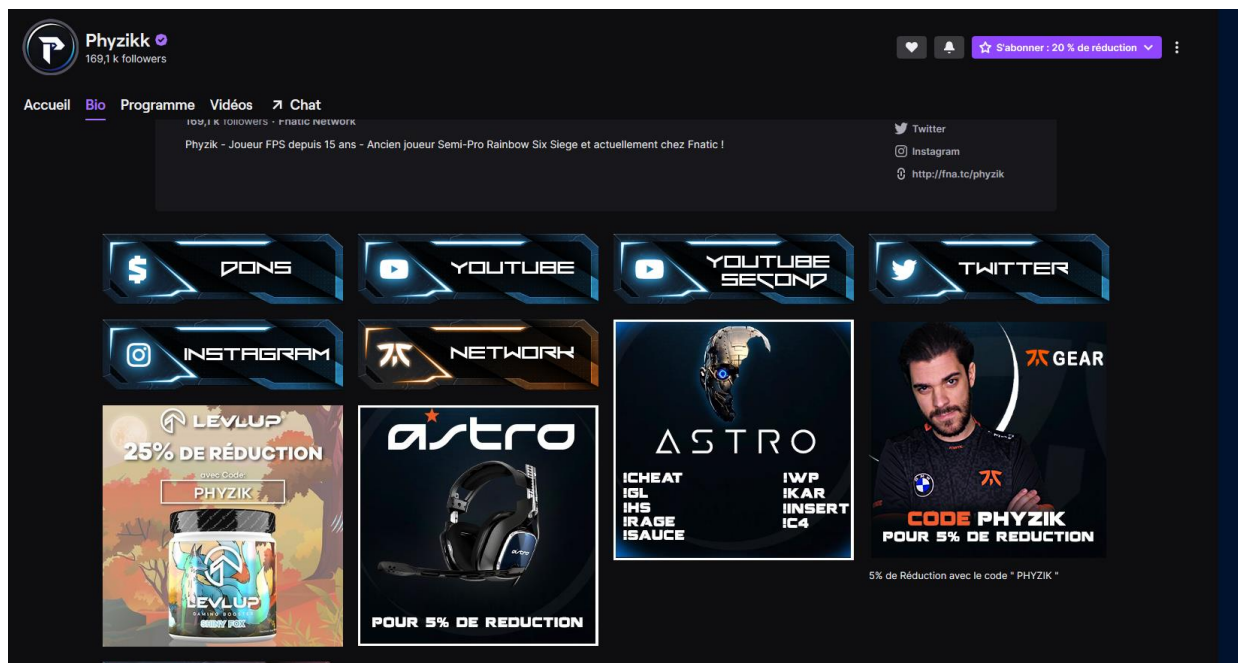 Phyzikk
169,1 k followers
S'abonner : 20 % de réduction
Accueil Bio Programme Vidéos Chat
169,1 k followers · Fnatic Network
Phyzik - Joueur FPS depuis 15 ans - Ancien joueur Semi-Pro Rainbow Six Siege et actuellement chez Fnatic !
Twitter
Instagram
http://fna.tc/phyzik
DONS
YOUTUBE
YOUTUBE
SECOND
TWITTER
INSTAGRAM
NETWORK
LEVLUP
25% DE RÉDUCTION
avec Code:
PHYZIK
LEVLUP
GAMING BOOSTER
SHINY FOX
astro
astro
POUR 5% DE REDUCTION
ASTRO
!CHEAT
!GL
!HS
!RAGE
!SAUCE
!WP
!KAR
!INSERT
!C4
GEAR
BMW
CODE PHYZIK
POUR 5% DE REDUCTION
5% de Réduction avec le code " PHYZIK "